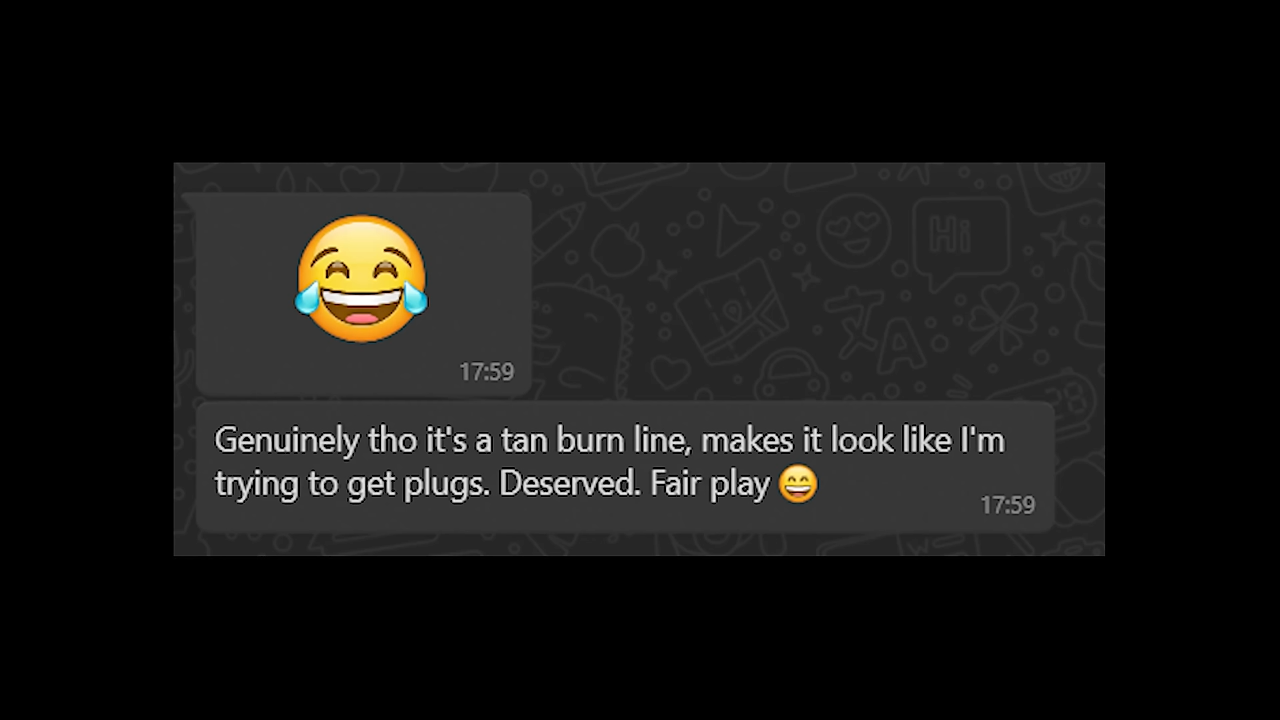 😂
17:59
Genuinely tho it's a tan burn line, makes it look like I'm
trying to get plugs. Deserved. Fair play 😄
17:59